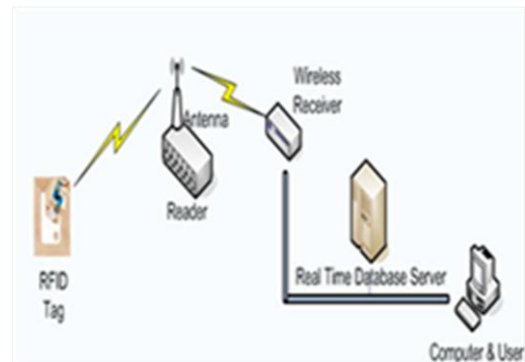 Wireless
Receiver
Antenna
Reader
RFID
Tag
Real Time Database Server
Computer & User